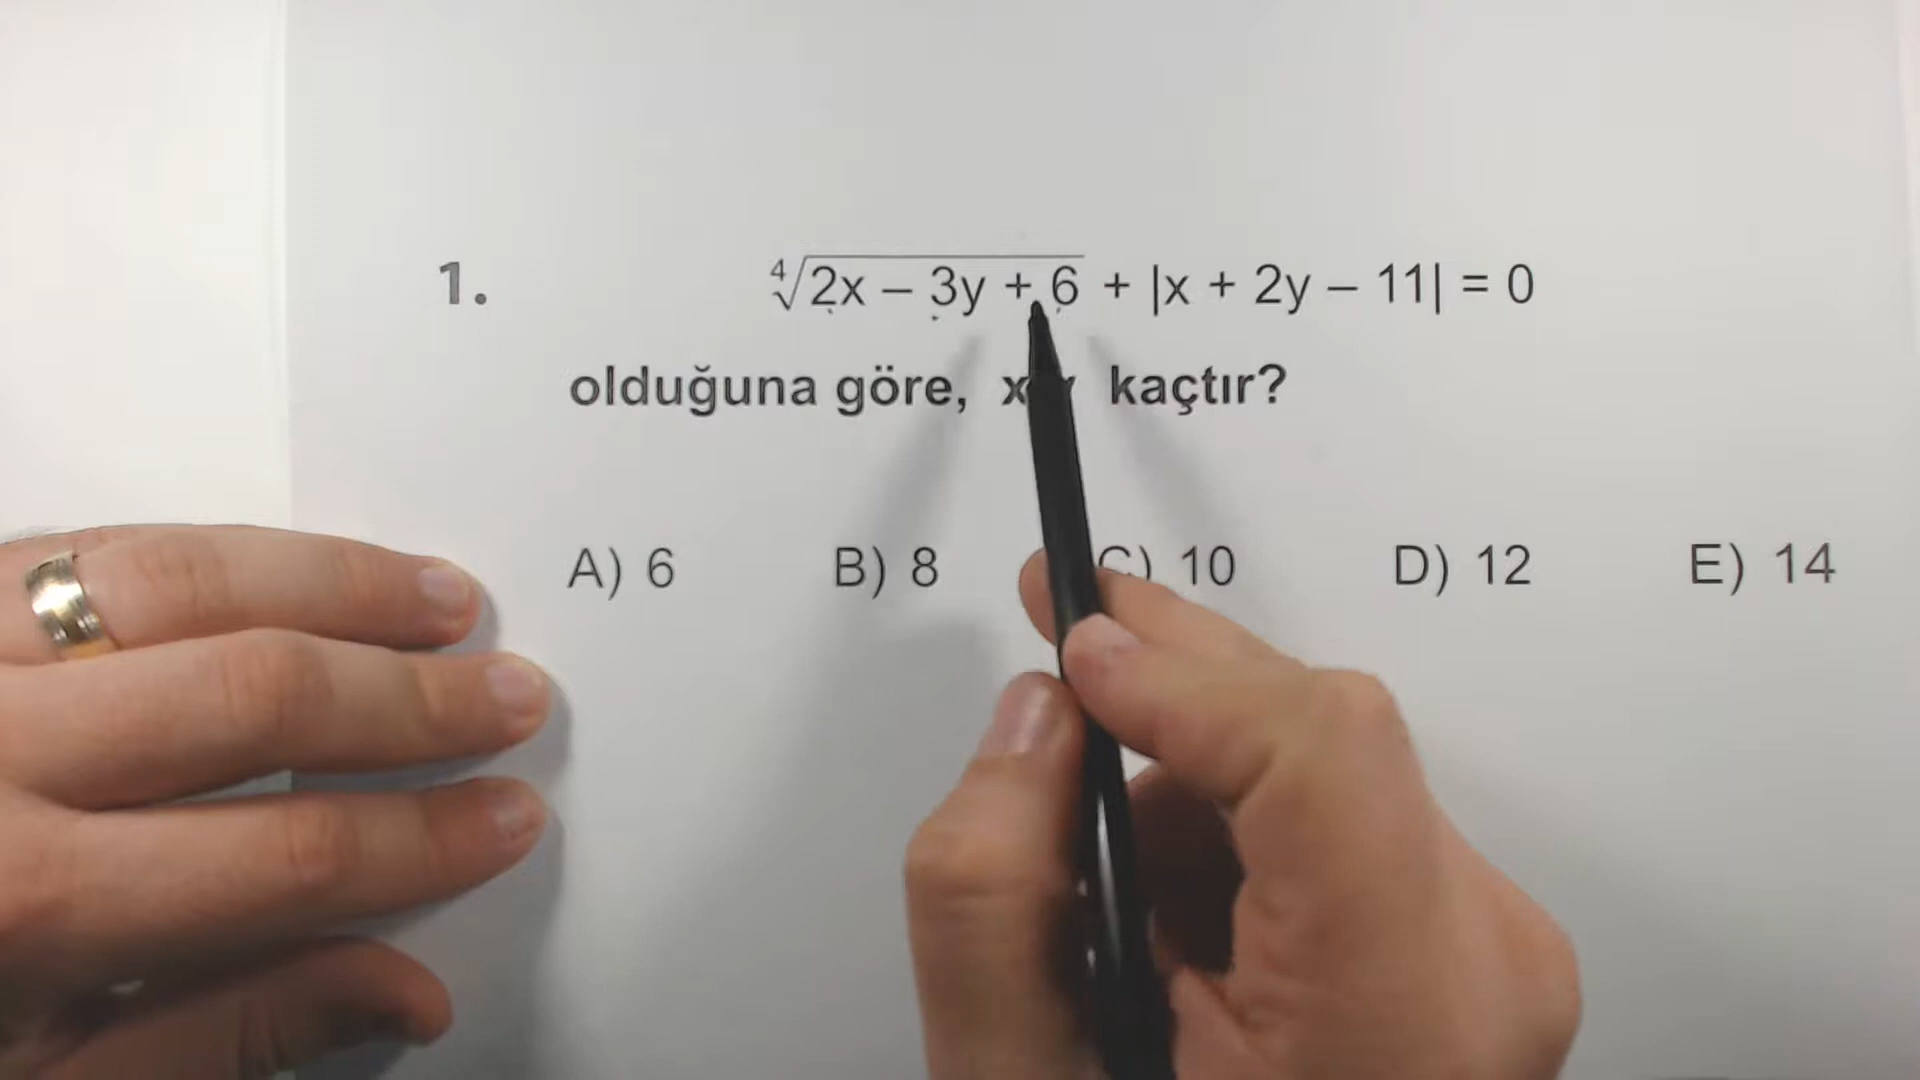 1. ⁴√(2x – 3y + 6) + |x + 2y – 11| = 0
olduğuna göre, kaçtır?
A) 6 B) 8 C) 10 D) 12 E) 14